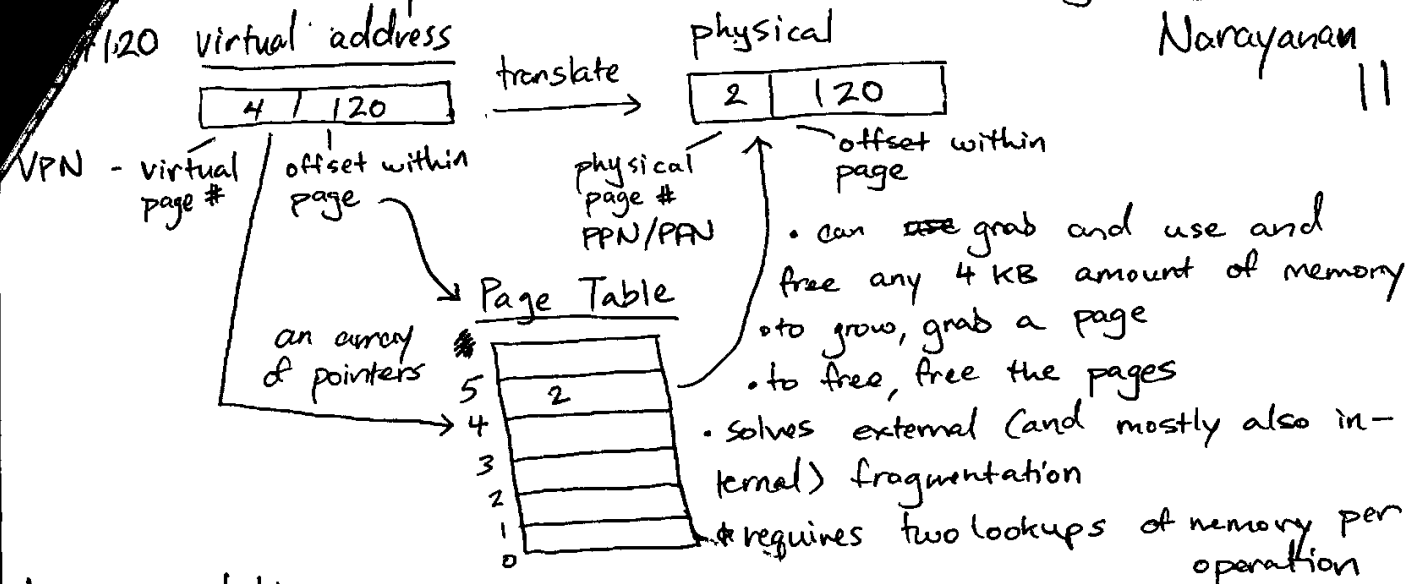 1120 virtual address
physical
Narayanan
11
translate
4 | 120
2 | 120
VPN - virtual
page #
offset within
page
physical
page #
PPN/PFN
offset within
page
• can grab and use and
free any 4 KB amount of memory
• to grow, grab a page
• to free, free the pages
• solves external (and mostly also in-
ternal) fragmentation
* requires two lookups of memory per
operation
Page Table
an array
of pointers
5
2
4
3
2
1
0